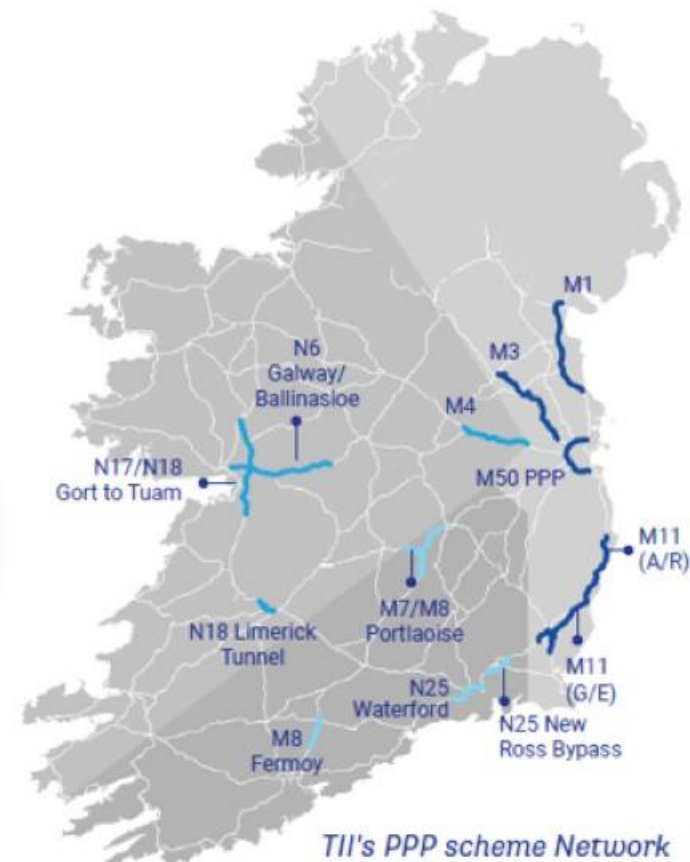 M1
M3
N6
Galway/
Ballinasloe
M4
N17/N18
Gort to Tuam
M50 PPP
M11
(A/R)
M7/M8
Portlaoise
N18 Limerick
Tunnel
M11
(G/E)
N25
Waterford
N25 New
Ross Bypass
M8
Fermoy
TII's PPP scheme Network